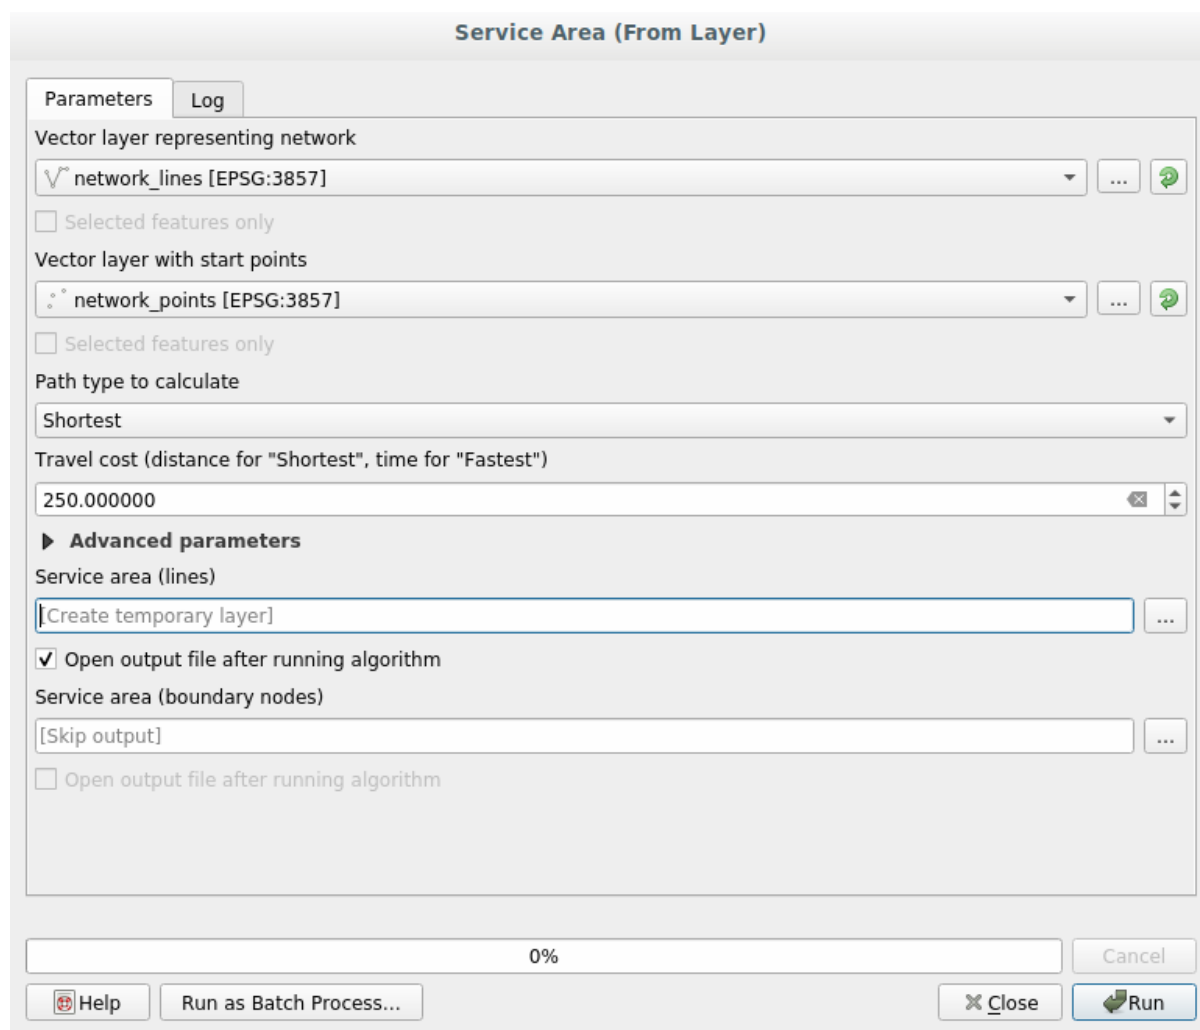 Service Area (From Layer)
Parameters Log
Vector layer representing network
network_lines [EPSG:3857] ...
Selected features only
Vector layer with start points
network_points [EPSG:3857] ...
Selected features only
Path type to calculate
Shortest
Travel cost (distance for "Shortest", time for "Fastest")
250.000000
Advanced parameters
Service area (lines)
[Create temporary layer] ...
Open output file after running algorithm
Service area (boundary nodes)
[Skip output] ...
Open output file after running algorithm
0% Cancel
Help Run as Batch Process... Close Run